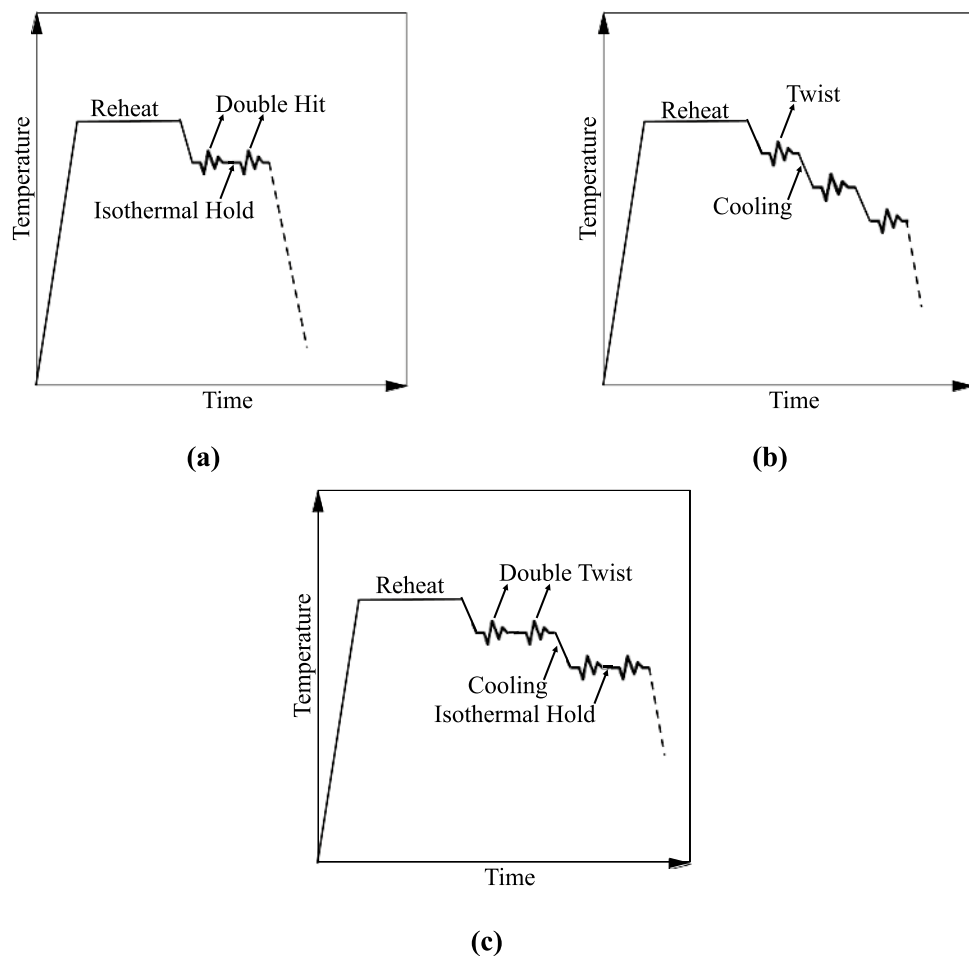 Reheat
Double Hit
Isothermal Hold
Temperature
Time
(a)
Reheat
Twist
Cooling
Temperature
Time
(b)
Reheat
Double Twist
Cooling
Isothermal Hold
Temperature
Time
(c)